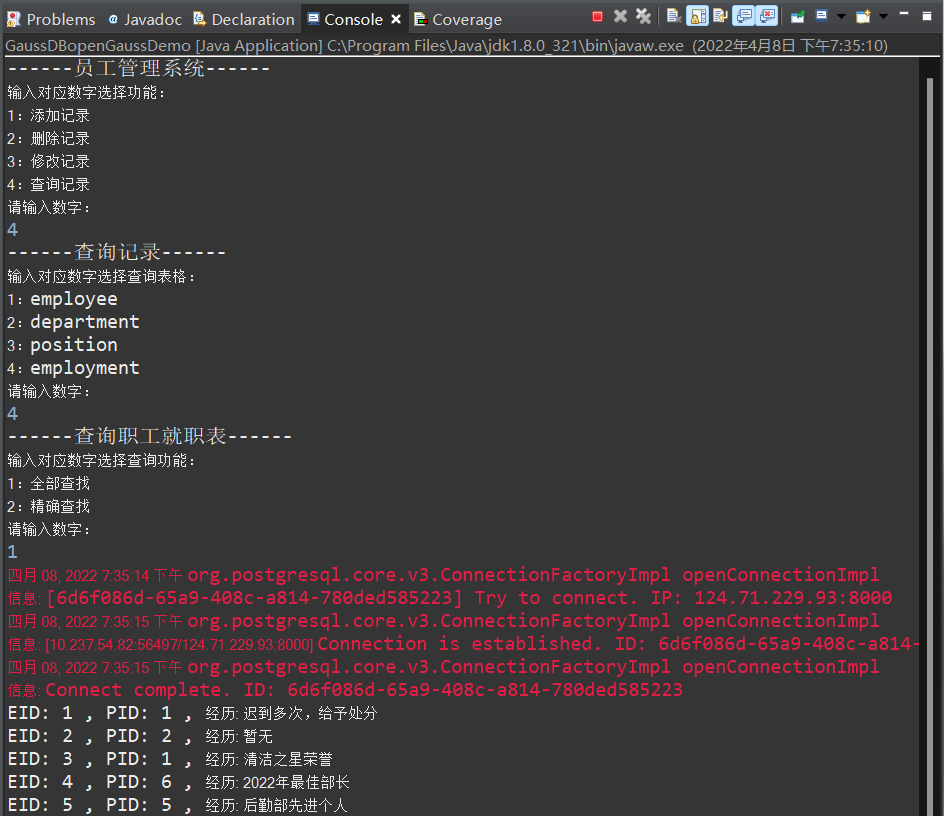 Problems @ Javadoc Declaration Console × Coverage
GaussDBopenGaussDemo [Java Application] C:\Program Files\Java\jdk1.8.0_321\bin\javaw.exe (2022年4月8日 下午7:35:10)
------员工管理系统------
输入对应数字选择功能：
1：添加记录
2：删除记录
3：修改记录
4：查询记录
请输入数字：
4
------查询记录------
输入对应数字选择查询表格：
1：employee
2：department
3：position
4：employment
请输入数字：
4
------查询职工就职表------
输入对应数字选择查询功能：
1：全部查找
2：精确查找
请输入数字：
1
四月 08, 2022 7:35:14 下午 org.postgresql.core.v3.ConnectionFactoryImpl openConnectionImpl
信息: [6d6f086d-65a9-408c-a814-780ded585223] Try to connect. IP: 124.71.229.93:8000
四月 08, 2022 7:35:15 下午 org.postgresql.core.v3.ConnectionFactoryImpl openConnectionImpl
信息: [10.237.54.82:56497/124.71.229.93:8000] Connection is established. ID: 6d6f086d-65a9-408c-a814-
四月 08, 2022 7:35:15 下午 org.postgresql.core.v3.ConnectionFactoryImpl openConnectionImpl
信息: Connect complete. ID: 6d6f086d-65a9-408c-a814-780ded585223
EID: 1 , PID: 1 , 经历: 迟到多次，给予处分
EID: 2 , PID: 2 , 经历: 暂无
EID: 3 , PID: 1 , 经历: 清洁之星荣誉
EID: 4 , PID: 6 , 经历: 2022年最佳部长
EID: 5 , PID: 5 , 经历: 后勤部先进个人